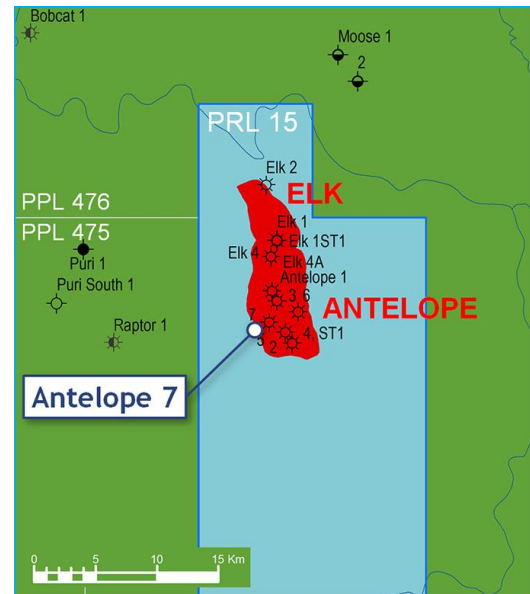 Bobcat 1
Moose 1
2
PRL 15
Elk 2
ELK
PPL 476
PPL 475
Elk 1
Elk 1ST1
Elk 4
Elk 4A
Puri 1
Antelope 1
Puri South 1
3 6
ANTELOPE
7
Raptor 1
4, ST1
5
2
Antelope 7
0 5 10 15 Km